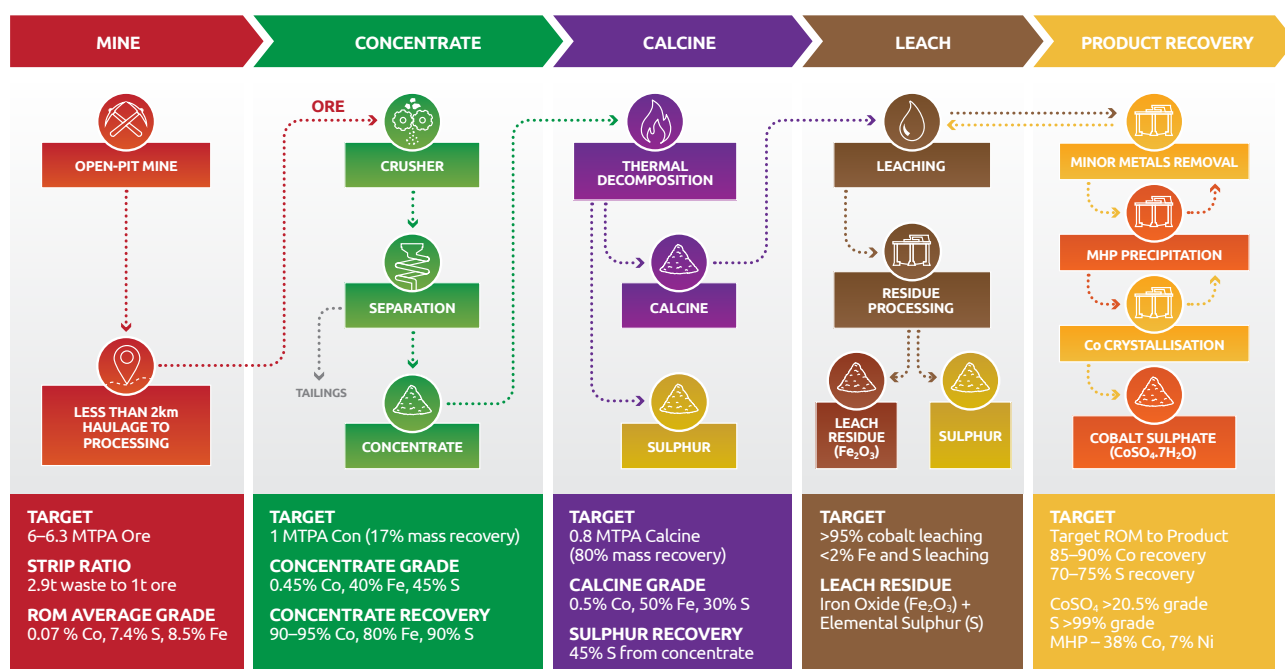 MINE
CONCENTRATE
CALCINE
LEACH
PRODUCT RECOVERY
OPEN-PIT MINE
LESS THAN 2km
HAULAGE TO
PROCESSING
ORE
CRUSHER
SEPARATION
TAILINGS
CONCENTRATE
THERMAL
DECOMPOSITION
CALCINE
SULPHUR
LEACHING
RESIDUE
PROCESSING
LEACH
RESIDUE
(Fe₂O₃)
SULPHUR
MINOR METALS REMOVAL
MHP PRECIPITATION
Co CRYSTALLISATION
COBALT SULPHATE
(CoSO₄.7H₂O)
TARGET
6–6.3 MTPA Ore
STRIP RATIO
2.9t waste to 1t ore
ROM AVERAGE GRADE
0.07 % Co, 7.4% S, 8.5% Fe
TARGET
1 MTPA Con (17% mass recovery)
CONCENTRATE GRADE
0.45% Co, 40% Fe, 45% S
CONCENTRATE RECOVERY
90–95% Co, 80% Fe, 90% S
TARGET
0.8 MTPA Calcine
(80% mass recovery)
CALCINE GRADE
0.5% Co, 50% Fe, 30% S
SULPHUR RECOVERY
45% S from concentrate
TARGET
>95% cobalt leaching
<2% Fe and S leaching
LEACH RESIDUE
Iron Oxide (Fe₂O₃) +
Elemental Sulphur (S)
TARGET
Target ROM to Product
85–90% Co recovery
70–75% S recovery
CoSO₄ >20.5% grade
S >99% grade
MHP – 38% Co, 7% Ni